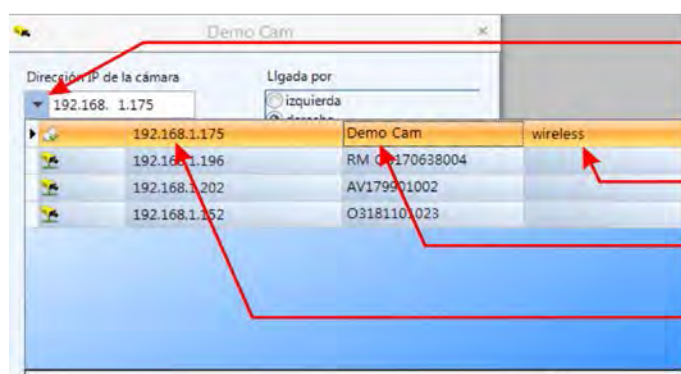 Demo Cam
Dirección IP de la cámara
Ligada por
192.168. 1.175
izquierda
192.168.1.175 Demo Cam wireless
192.168.1.196 RM
192.168.1.202 AV179901002
192.168.1.152 O3181101023